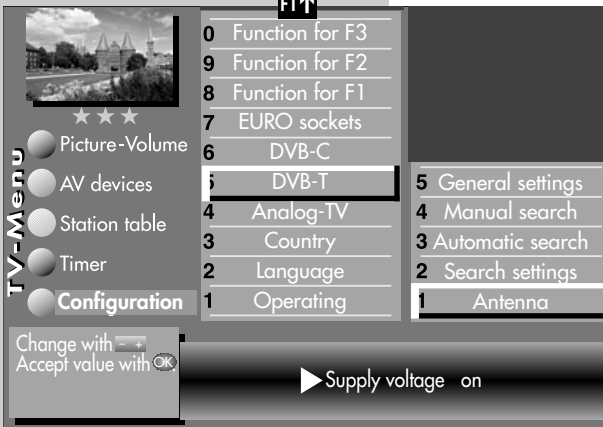 F1↑
0 Function for F3
9 Function for F2
8 Function for F1
7 EURO sockets
6 DVB-C
5 DVB-T
4 Analog-TV
3 Country
2 Language
1 Operating
TV-Menu
Picture-Volume
AV devices
Station table
Timer
Configuration
5 General settings
4 Manual search
3 Automatic search
2 Search settings
1 Antenna
Change with - +
Accept value with OK
Supply voltage on